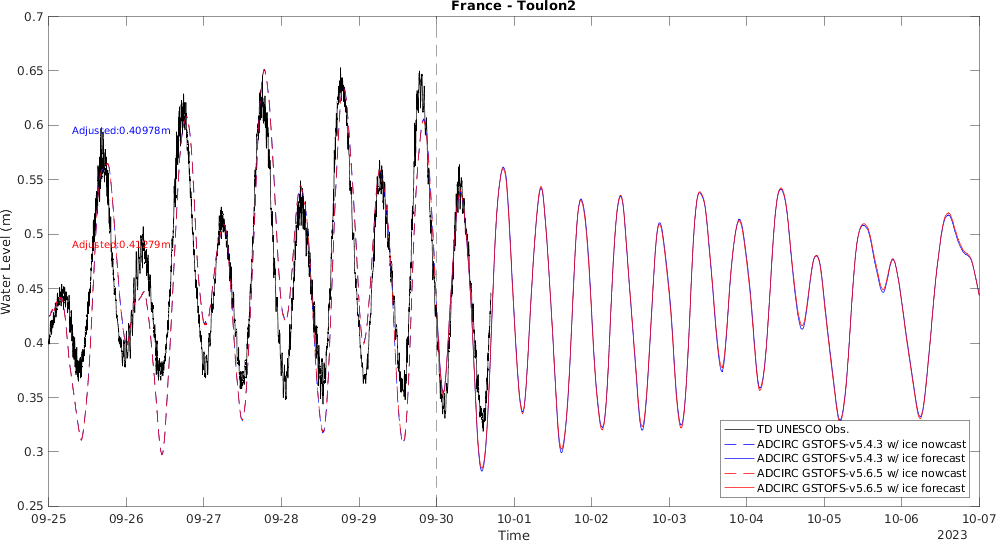 France - Toulon2
0.7
0.65
0.6
0.55
0.5
0.45
0.4
0.35
0.3
0.25
Water Level (m)
Adjusted:0.40978m
Adjusted:0.41279m
TD UNESCO Obs.
ADCIRC GSTOFS-v5.4.3 w/ ice nowcast
ADCIRC GSTOFS-v5.4.3 w/ ice forecast
ADCIRC GSTOFS-v5.6.5 w/ ice nowcast
ADCIRC GSTOFS-v5.6.5 w/ ice forecast
09-25 09-26 09-27 09-28 09-29 09-30 10-01 10-02 10-03 10-04 10-05 10-06 10-07
Time
2023